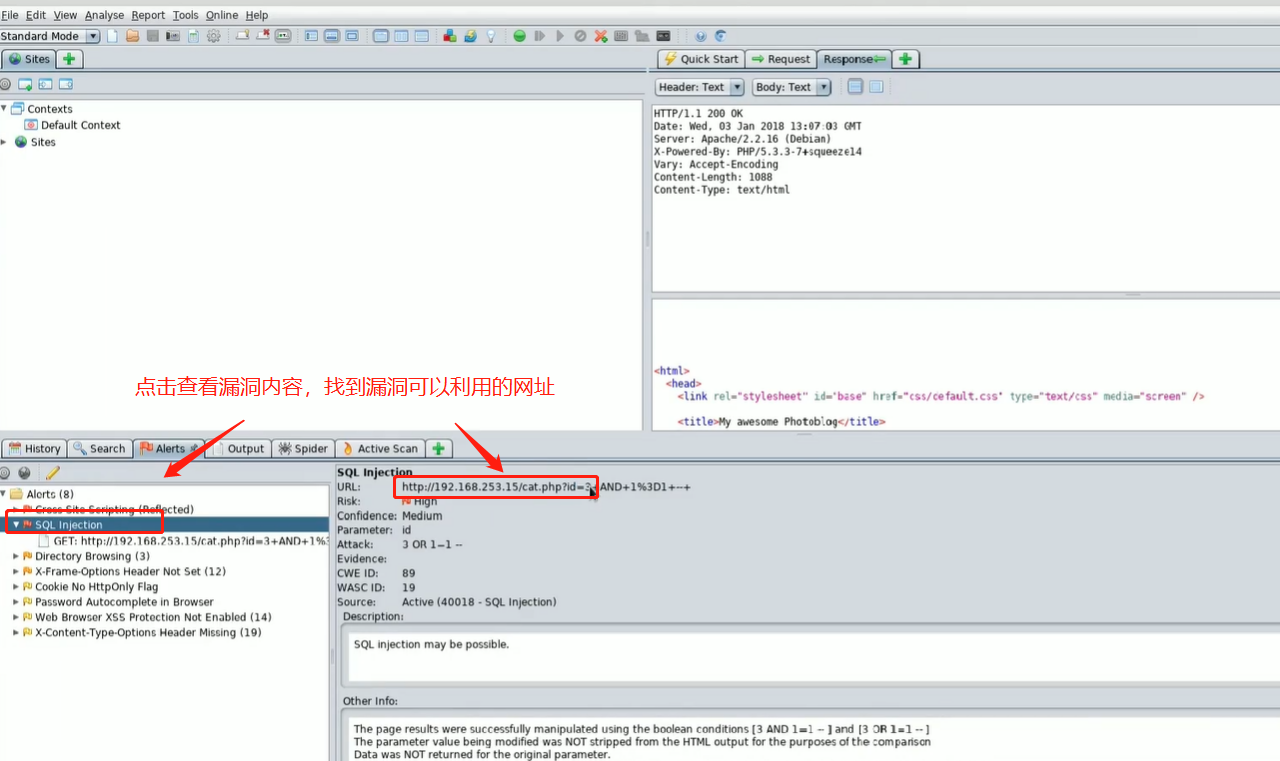 File Edit View Analyse Report Tools Online Help
Standard Mode
Sites
Quick Start Request Response
Header: Text Body: Text
Contexts
Default Context
Sites
HTTP/1.1 200 OK
Date: Wed, 03 Jan 2018 13:07:03 GMT
Server: Apache/2.2.16 (Debian)
X-Powered-By: PHP/5.3.3-7+squeeze14
Vary: Accept-Encoding
Content-Length: 1088
Content-Type: text/html
<html>
<head>
<link rel="stylesheet" id="base" href="css/default.css" type="text/css" media="screen" />
<title>My awesome Photoblog</title>
点击查看漏洞内容，找到漏洞可以利用的网址
History Search Alerts Output Spider Active Scan
Alerts (8)
Cross Site Scripting (Reflected)
SQL Injection
GET: http://192.168.253.15/cat.php?id=3+AND+1%3
Directory Browsing (3)
X-Frame-Options Header Not Set (12)
Cookie No HttpOnly Flag
Password Autocomplete in Browser
Web Browser XSS Protection Not Enabled (14)
X-Content-Type-Options Header Missing (19)
SQL Injection
URL: http://192.168.253.15/cat.php?id=3+AND+1%3D1+--+
Risk: High
Confidence: Medium
Parameter: id
Attack: 3 OR 1=1 --
Evidence:
CWE ID: 89
WASC ID: 19
Source: Active (40018 - SQL Injection)
Description:
SQL injection may be possible.
Other Info:
The page results were successfully manipulated using the boolean conditions [3 AND 1=1 -- ] and [3 OR 1=1 -- ]
The parameter value being modified was NOT stripped from the HTML output for the purposes of the comparison
Data was NOT returned for the original parameter.